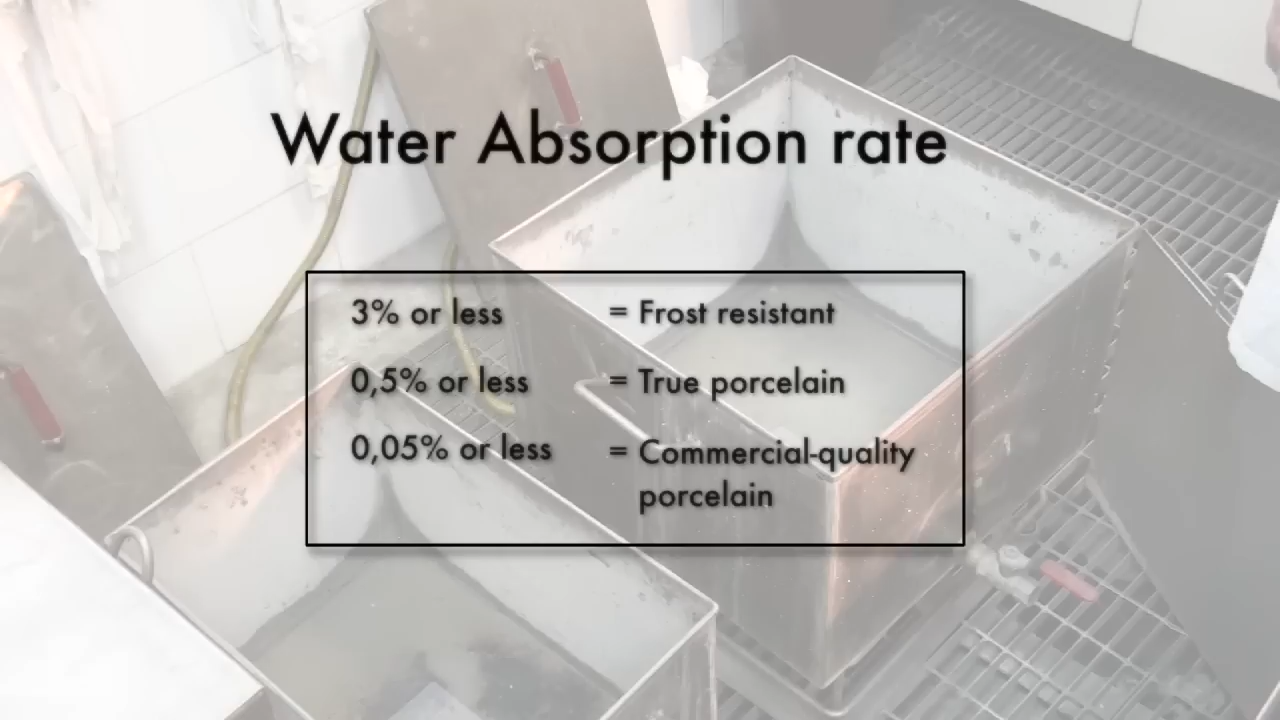 Water Absorption rate
3% or less = Frost resistant
0,5% or less = True porcelain
0,05% or less = Commercial-quality
porcelain